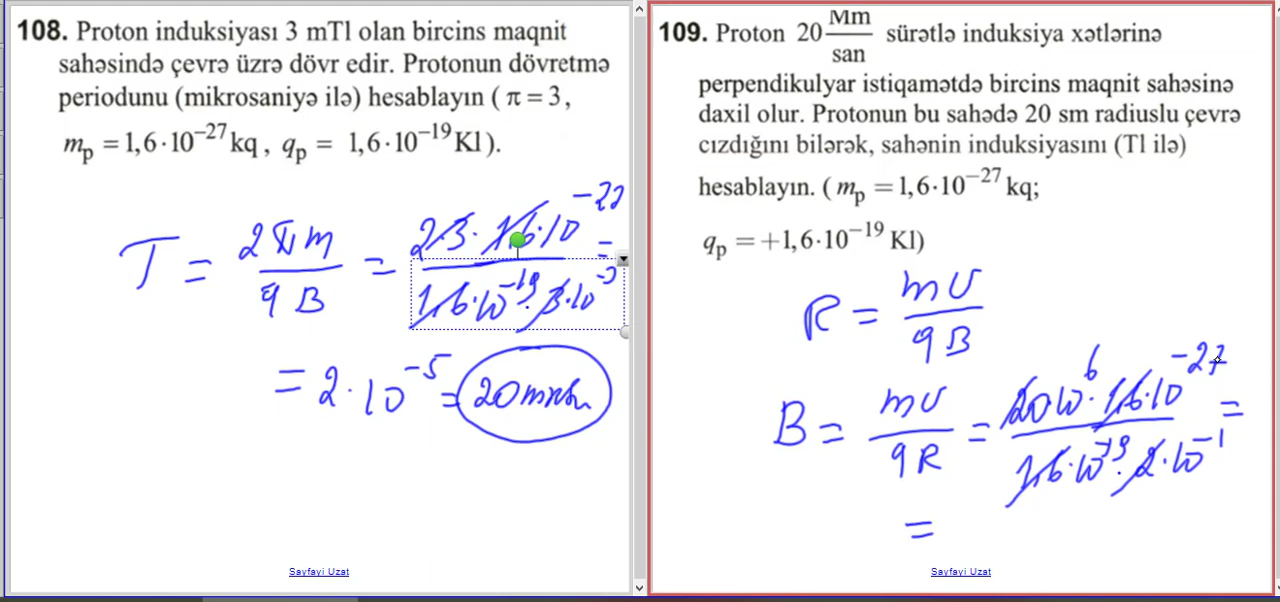 108. Proton induksiyası 3 mTl olan bircins maqnit
sahəsində çevrə üzrə dövr edir. Protonun dövretmə
periodunu (mikrosaniyə ilə) hesablayın ( π = 3 ,
mp = 1,6 · 10⁻²⁷ kq , qp = 1,6 · 10⁻¹⁹ Kl ).
T = 2πm / qB = 2·3·1,6·10⁻²⁷ / 1,6·10⁻¹⁹·3·10⁻³ =
= 2 · 10⁻⁵ = 20
Sayfayi Uzat
109. Proton 20 Mm/san sürətlə induksiya xətlərinə
perpendikulyar istiqamətdə bircins maqnit sahəsinə
daxil olur. Protonun bu sahədə 20 sm radiuslu çevrə
cızdığını bilərək, sahənin induksiyasını (Tl ilə)
hesablayın. ( mp = 1,6 · 10⁻²⁷ kq;
qp = +1,6 · 10⁻¹⁹ Kl)
R = mv / qB
B = mv / qR = 20·10⁶·1,6·10⁻²⁷ / 1,6·10⁻¹⁹·2·10⁻¹ =
=
Sayfayi Uzat